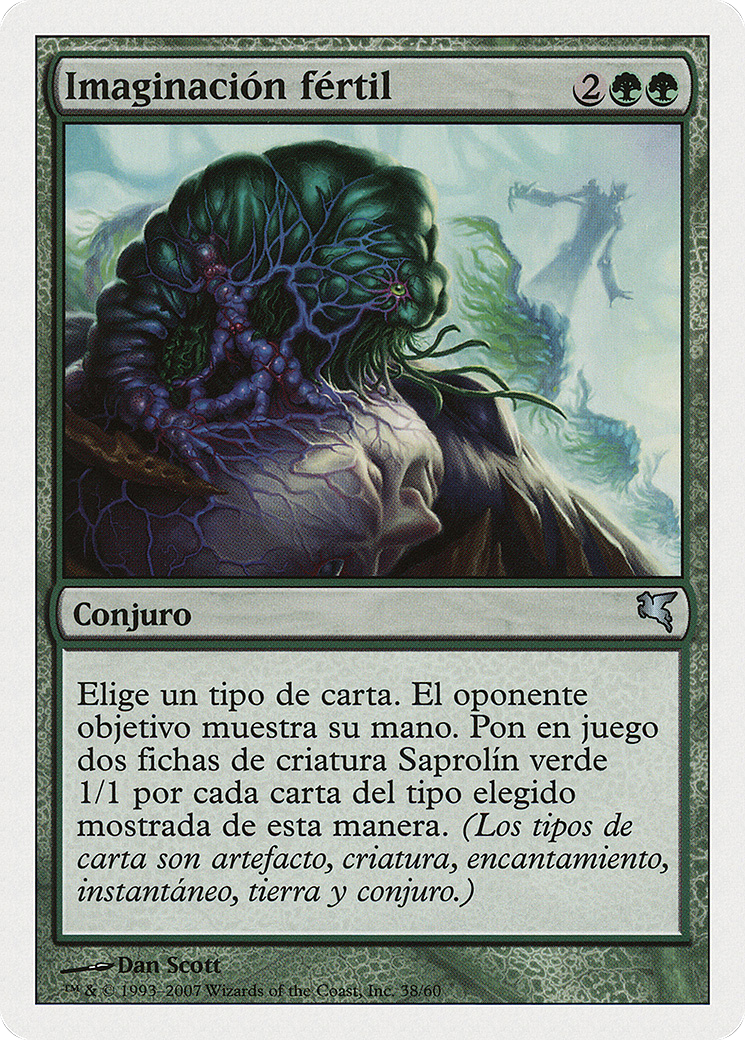 Imaginación fértil 2
Conjuro
Elige un tipo de carta. El oponente
objetivo muestra su mano. Pon en juego
dos fichas de criatura Saprolín verde
1/1 por cada carta del tipo elegido
mostrada de esta manera. (Los tipos de
carta son artefacto, criatura, encantamiento,
instantáneo, tierra y conjuro.)
Dan Scott
™ & © 1993–2007 Wizards of the Coast, Inc. 38/60